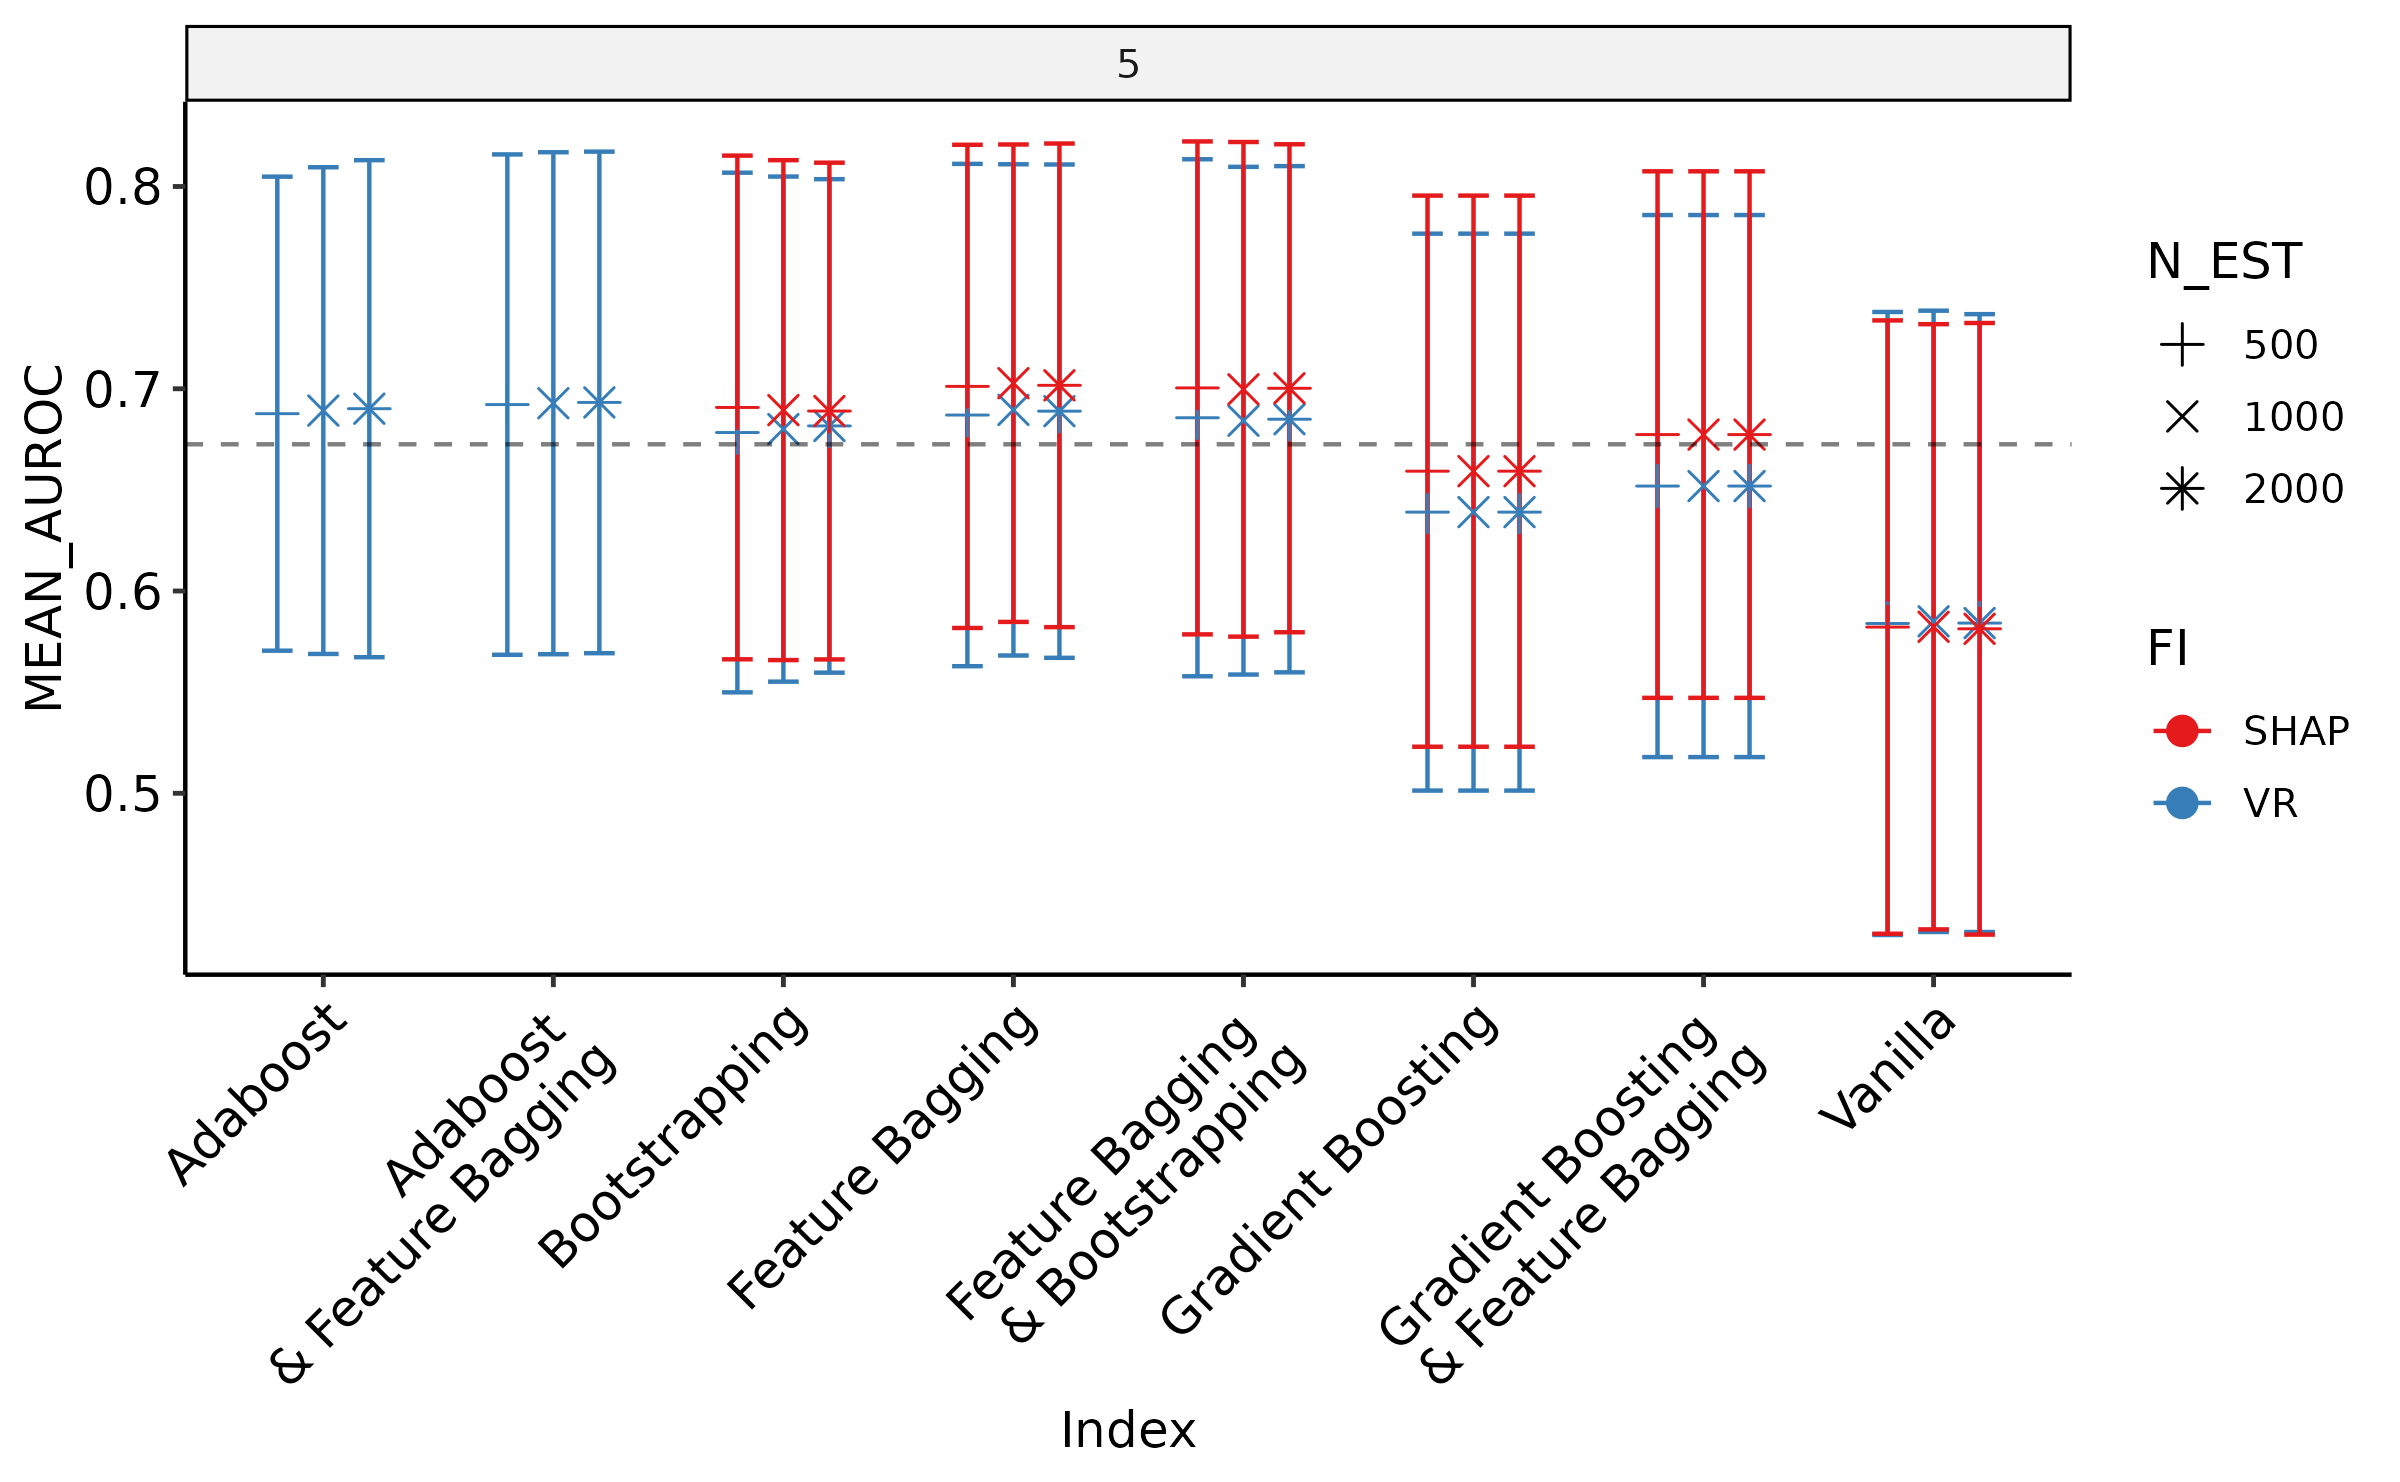 5
MEAN_AUROC
0.8
0.7
0.6
0.5
Adaboost
Adaboost
& Feature Bagging
Bootstrapping
Feature Bagging
Feature Bagging
& Bootstrapping
Gradient Boosting
Gradient Boosting
& Feature Bagging
Vanilla
Index
N_EST
500
1000
2000
FI
SHAP
VR